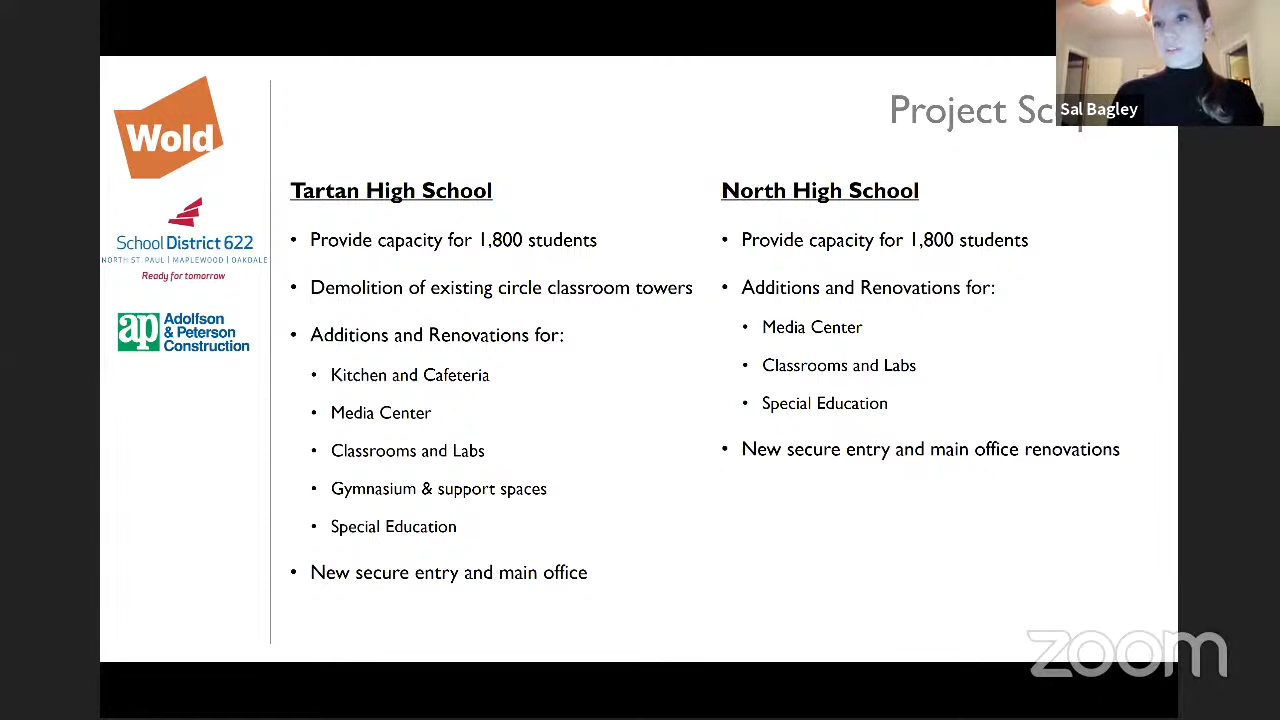 Sal Bagley
Project Scop
Wold
School District 622
NORTH ST. PAUL | MAPLEWOOD | OAKDALE
Ready for tomorrow
ap Adolfson
& Peterson
Construction
Tartan High School
• Provide capacity for 1,800 students
• Demolition of existing circle classroom towers
• Additions and Renovations for:
• Kitchen and Cafeteria
• Media Center
• Classrooms and Labs
• Gymnasium & support spaces
• Special Education
• New secure entry and main office
North High School
• Provide capacity for 1,800 students
• Additions and Renovations for:
• Media Center
• Classrooms and Labs
• Special Education
• New secure entry and main office renovations
zoom